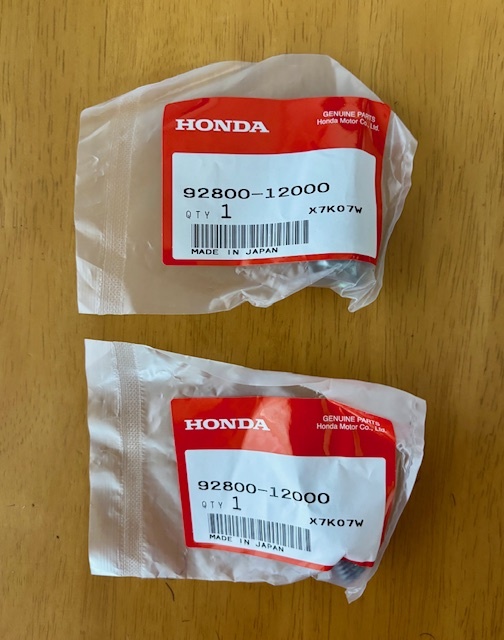 HONDA
GENUINE PARTS
Honda Motor Co., Ltd.
92800-12000
QTY 1 X7K07W
MADE IN JAPAN
HONDA
GENUINE PARTS
Honda Motor Co., Ltd.
92800-12000
QTY 1 X7K07W
MADE IN JAPAN